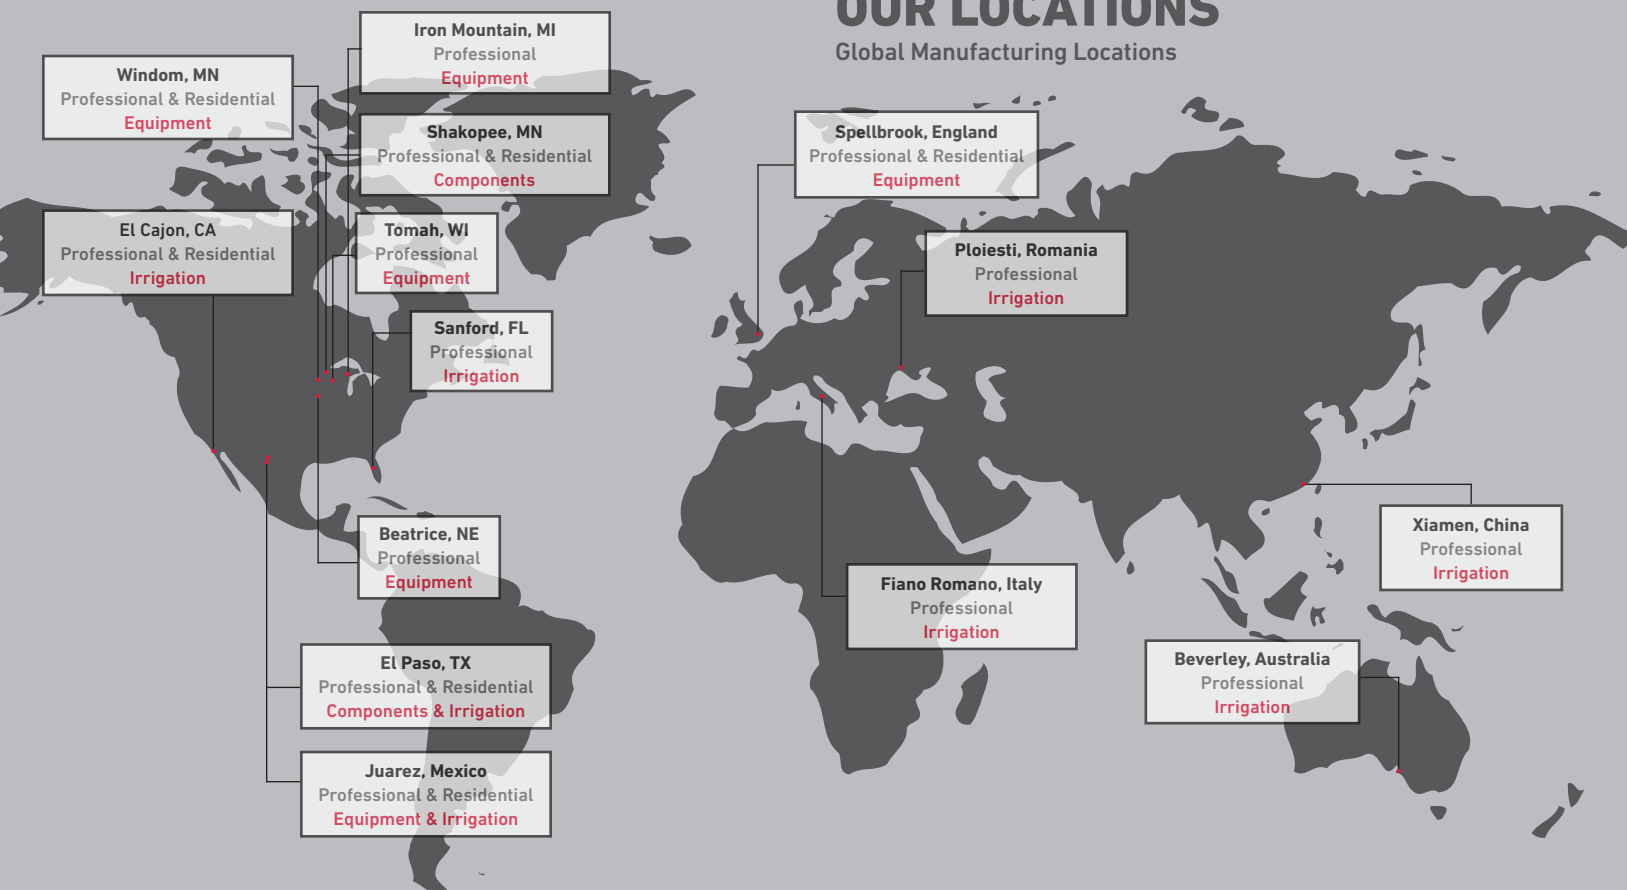 OUR LOCATIONS
Global Manufacturing Locations
Iron Mountain, MI
Professional
Equipment
Windom, MN
Professional & Residential
Equipment
Shakopee, MN
Professional & Residential
Components
Spellbrook, England
Professional & Residential
Equipment
El Cajon, CA
Professional & Residential
Irrigation
Tomah, WI
Professional
Equipment
Ploiesti, Romania
Professional
Irrigation
Sanford, FL
Professional
Irrigation
Beatrice, NE
Professional
Equipment
Xiamen, China
Professional
Irrigation
Fiano Romano, Italy
Professional
Irrigation
El Paso, TX
Professional & Residential
Components & Irrigation
Beverley, Australia
Professional
Irrigation
Juarez, Mexico
Professional & Residential
Equipment & Irrigation